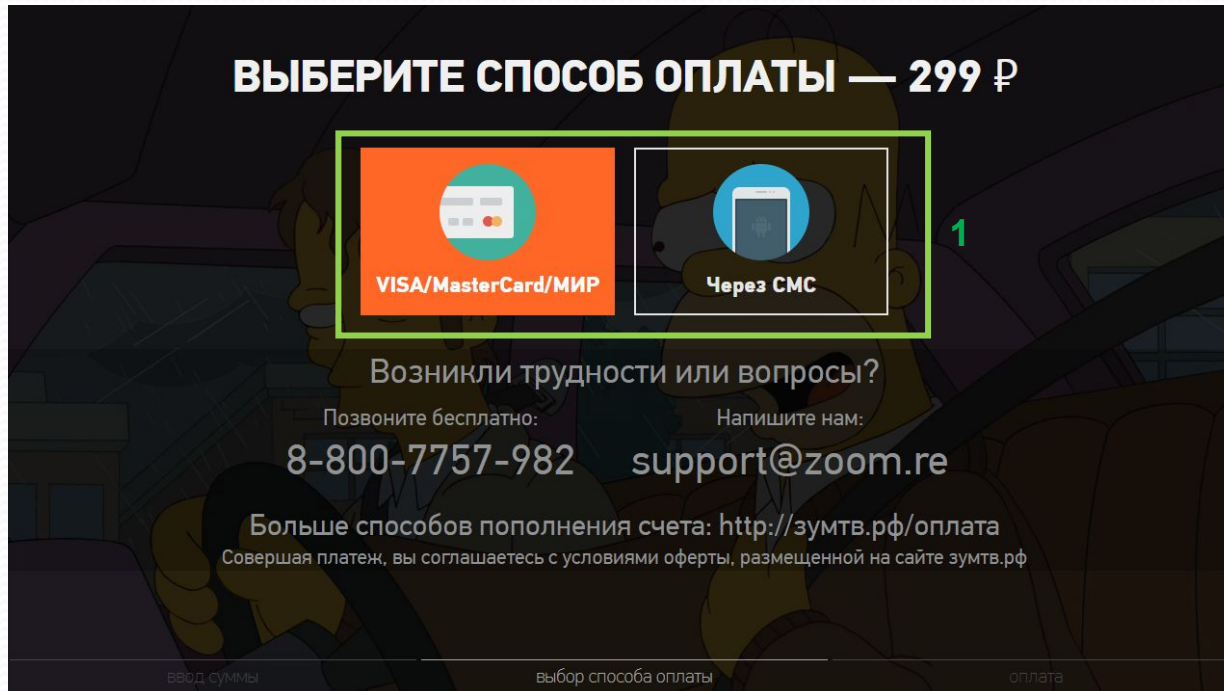 ВЫБЕРИТЕ СПОСОБ ОПЛАТЫ — 299 ₽
VISA/MasterCard/МИР
Через СМС
1
Возникли трудности или вопросы?
Позвоните бесплатно:
8-800-7757-982
Напишите нам:
support@zoom.re
Больше способов пополнения счета: http://зумтв.рф/оплата
Совершая платеж, вы соглашаетесь с условиями оферты, размещенной на сайте зумтв.рф
ввод суммы
выбор способа оплаты
оплата